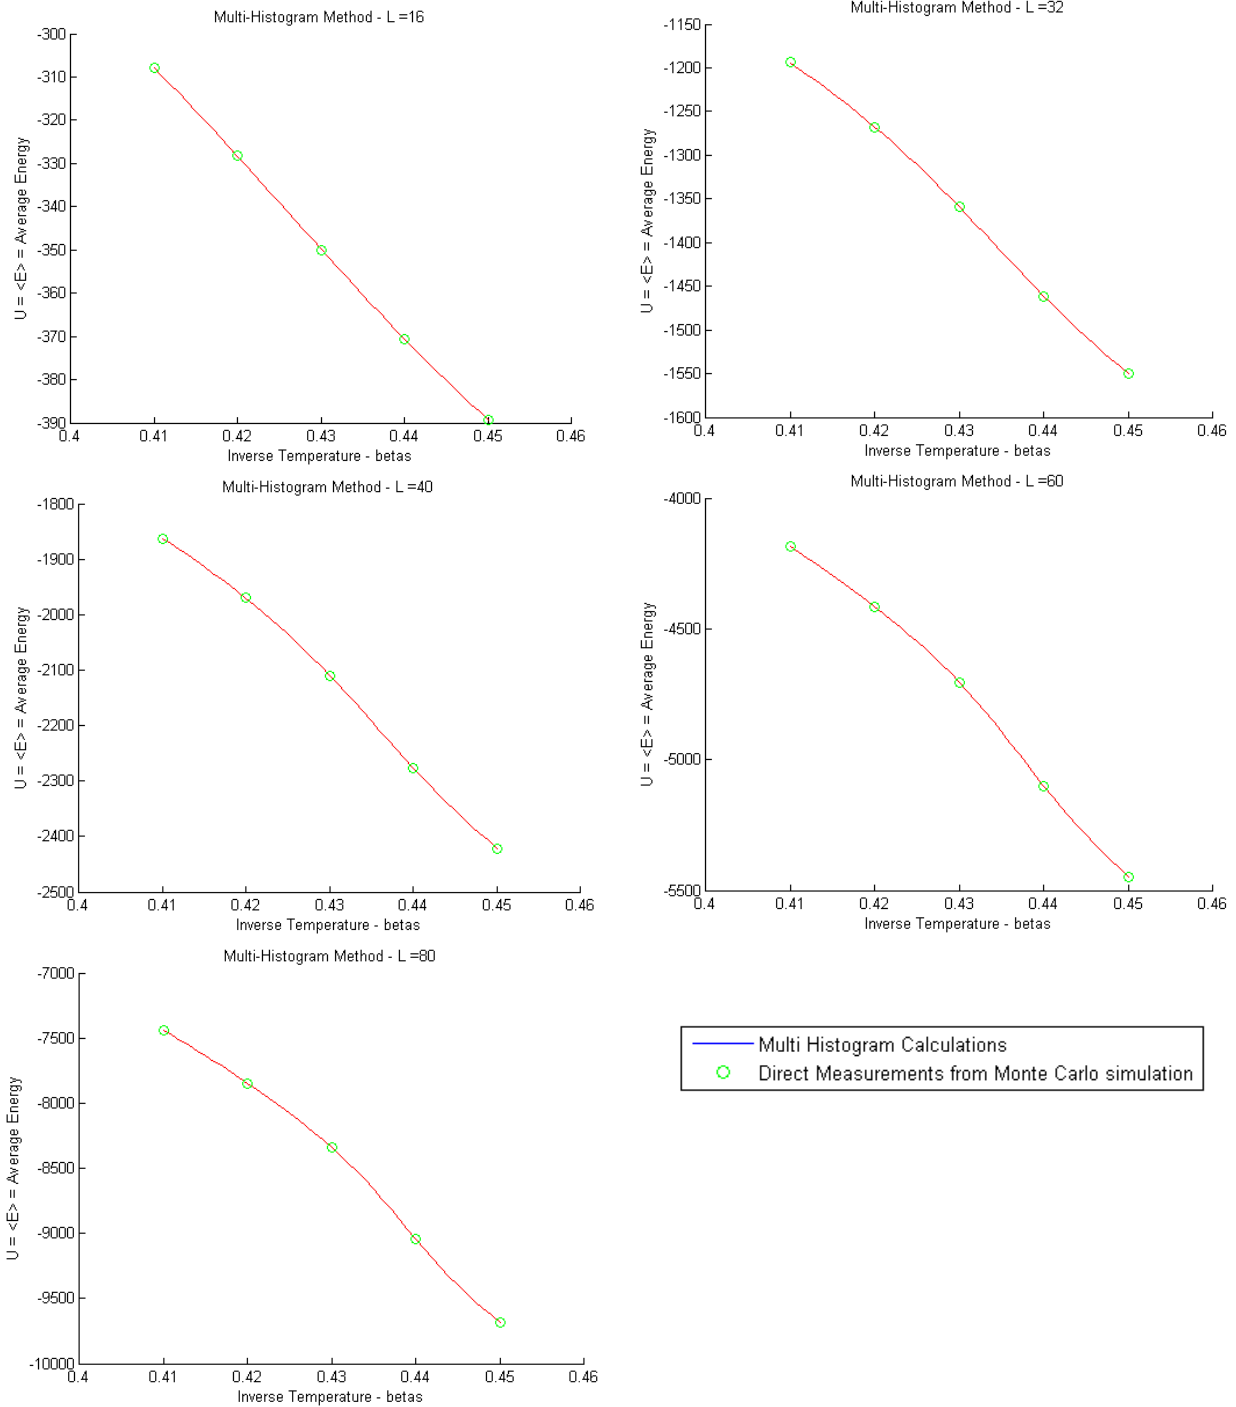 Multi-Histogram Method - L =16
-300
-310
-320
-330
-340
-350
-360
-370
-380
-390
U = <E> = Average Energy
0.4 0.41 0.42 0.43 0.44 0.45 0.46
Inverse Temperature - betas
Multi-Histogram Method - L =32
-1150
-1200
-1250
-1300
-1350
-1400
-1450
-1500
-1550
-1600
U = <E> = Average Energy
0.4 0.41 0.42 0.43 0.44 0.45 0.46
Inverse Temperature - betas
Multi-Histogram Method - L =40
-1800
-1900
-2000
-2100
-2200
-2300
-2400
-2500
U = <E> = Average Energy
0.4 0.41 0.42 0.43 0.44 0.45 0.46
Inverse Temperature - betas
Multi-Histogram Method - L =60
-4000
-4500
-5000
-5500
U = <E> = Average Energy
0.4 0.41 0.42 0.43 0.44 0.45 0.46
Inverse Temperature - betas
Multi-Histogram Method - L =80
-7000
-7500
-8000
-8500
-9000
-9500
-10000
U = <E> = Average Energy
0.4 0.41 0.42 0.43 0.44 0.45 0.46
Inverse Temperature - betas
Multi Histogram Calculations
Direct Measurements from Monte Carlo simulation